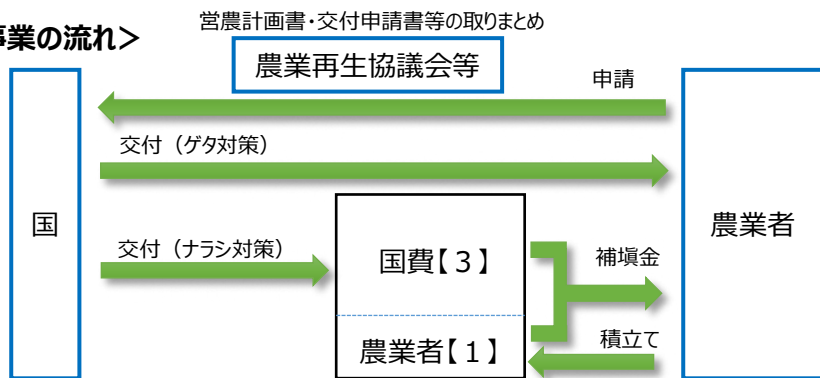 事業の流れ>
営農計画書・交付申請書等の取りまとめ
農業再生協議会等
申請
交付（ゲタ対策）
国
農業者
交付（ナラシ対策）
国費【３】
補塡金
農業者【１】
積立て